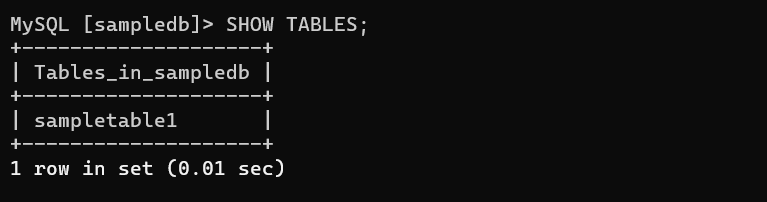 MySQL [sampledb]> SHOW TABLES;
+--------------------+
| Tables_in_sampledb |
+--------------------+
| sampletable1       |
+--------------------+
1 row in set (0.01 sec)